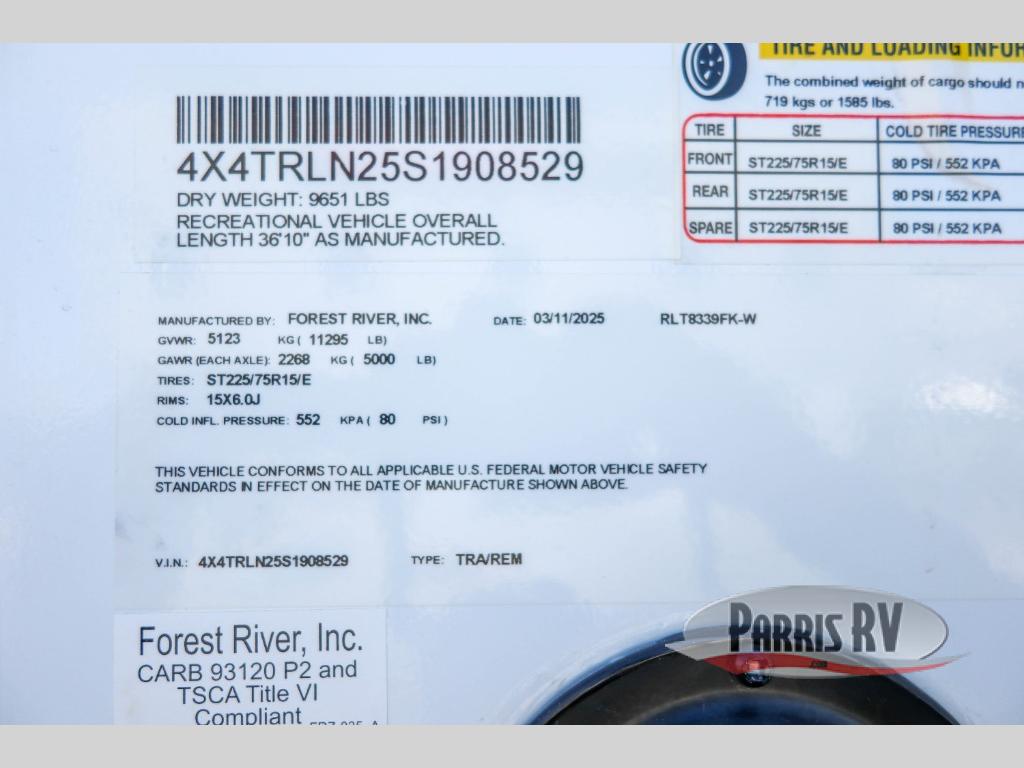 TIRE AND LOADING
The combined weight of cargo should
719 kgs or 1585 lbs.
TIRE SIZE COLD TIRE PRESSURE
FRONT ST225/75R15/E 80 PSI / 552 KPA
REAR ST225/75R15/E 80 PSI / 552 KPA
SPARE ST225/75R15/E 80 PSI / 552 KPA
4X4TRLN25S1908529
DRY WEIGHT: 9651 LBS
RECREATIONAL VEHICLE OVERALL
LENGTH 36'10" AS MANUFACTURED.
MANUFACTURED BY: FOREST RIVER, INC. DATE: 03/11/2025 RLT8339FK-W
GVWR: 5123 KG ( 11295 LB)
GAWR (EACH AXLE): 2268 KG ( 5000 LB)
TIRES: ST225/75R15/E
RIMS: 15X6.0J
COLD INFL. PRESSURE: 552 KPA ( 80 PSI )
THIS VEHICLE CONFORMS TO ALL APPLICABLE U.S. FEDERAL MOTOR VEHICLE SAFETY
STANDARDS IN EFFECT ON THE DATE OF MANUFACTURE SHOWN ABOVE.
V.I.N.: 4X4TRLN25S1908529 TYPE: TRA/REM
Forest River, Inc.
CARB 93120 P2 and
TSCA Title VI
Compliant
PARRIS RV
.com